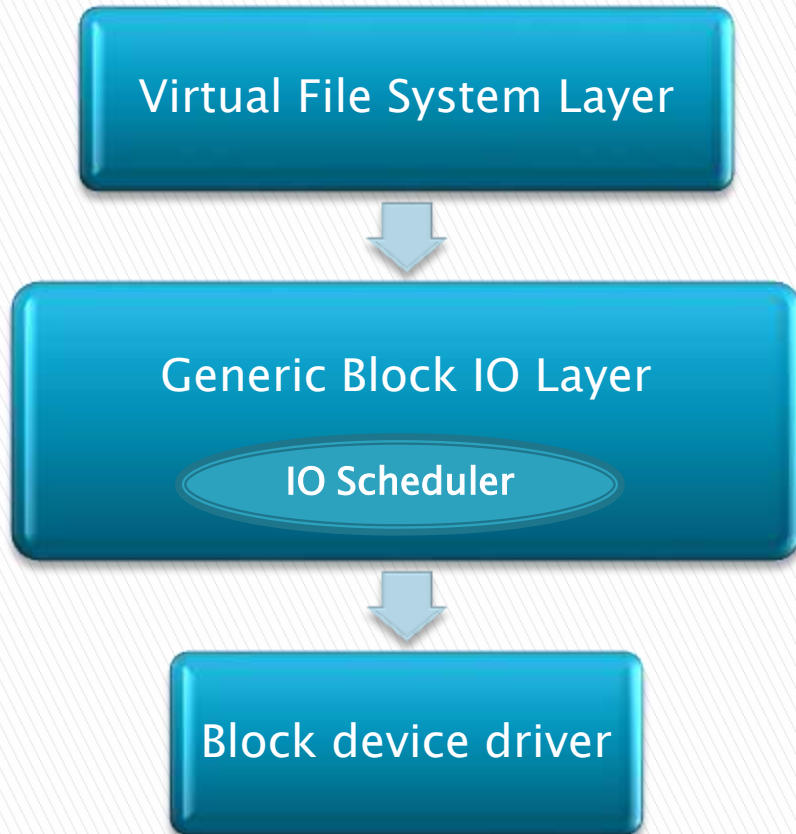 Virtual File System Layer
Generic Block IO Layer
IO Scheduler
Block device driver